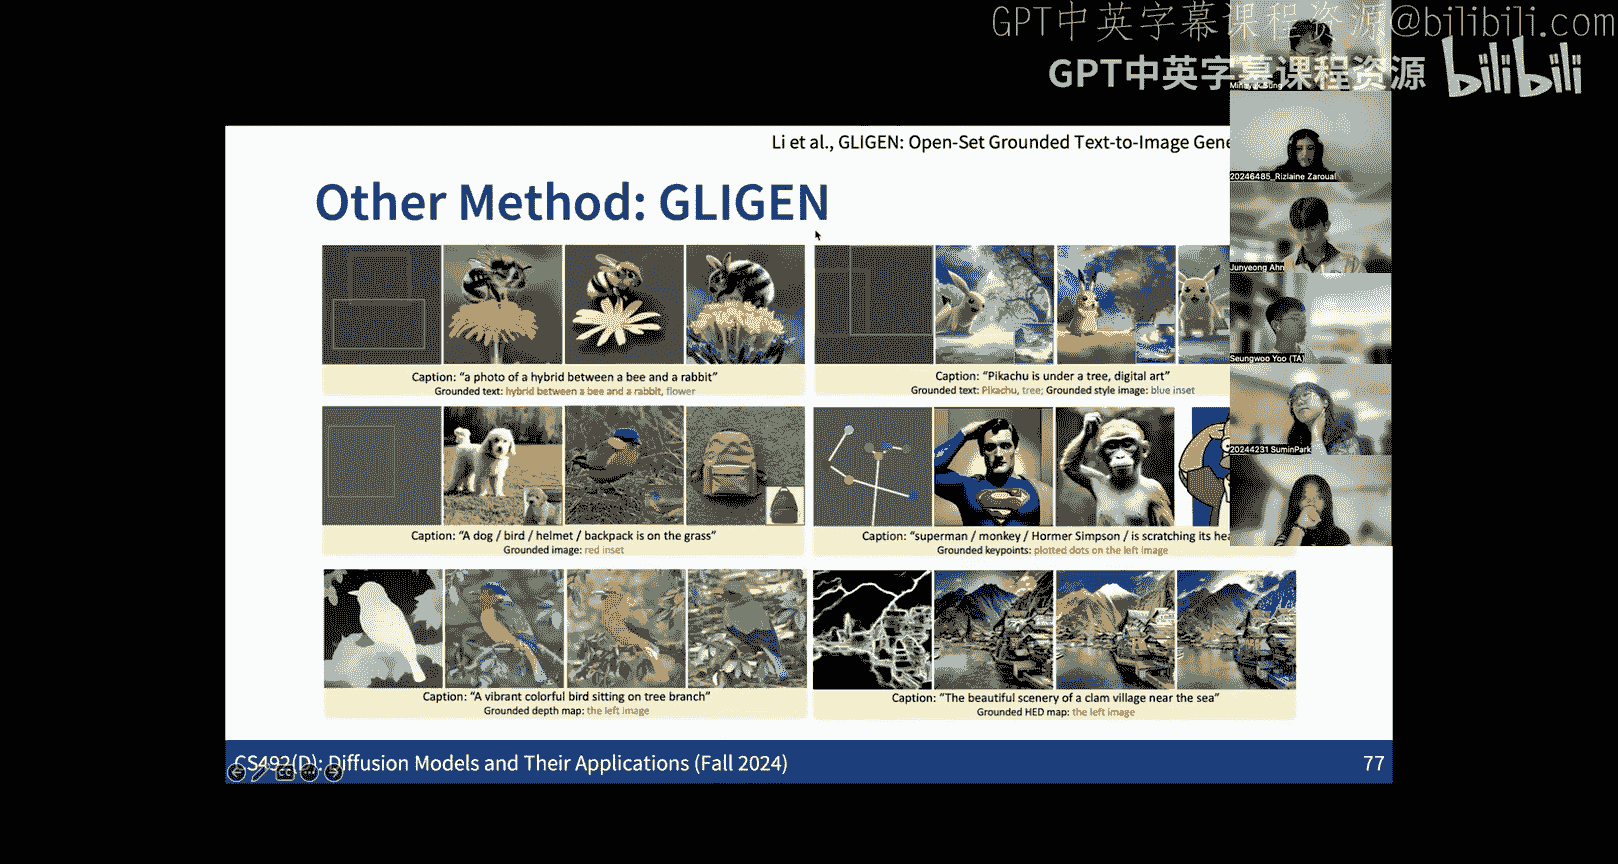 GPT中英字幕课程资源@bilibili.com
GPT中英字幕课程资源 bilibili
Li et al., GLIGEN: Open-Set Grounded Text-to-Image Gene
Other Method: GLIGEN
Caption: “a photo of a hybrid between a bee and a rabbit”
Grounded text: hybrid between a bee and a rabbit, flower
Caption: “Pikachu is under a tree, digital art”
Grounded text: Pikachu, tree; Grounded style image: blue inset
Caption: “A dog / bird / helmet / backpack is on the grass”
Grounded image: red inset
Caption: “superman / monkey / Hormer Simpson / is scratching its hea
Grounded keypoints: plotted dots on the left image
Caption: “A vibrant colorful bird sitting on tree branch”
Grounded depth map: the left image
Caption: “The beautiful scenery of a clam village near the sea”
Grounded HED map: the left image
CS492(D): Diffusion Models and Their Applications (Fall 2024)
77
Minhyuk Sung
20246485_Rizlaine Zaroual
Junyeong Ahn
Seungwoo Yoo (TA)
20244231 SuminPark